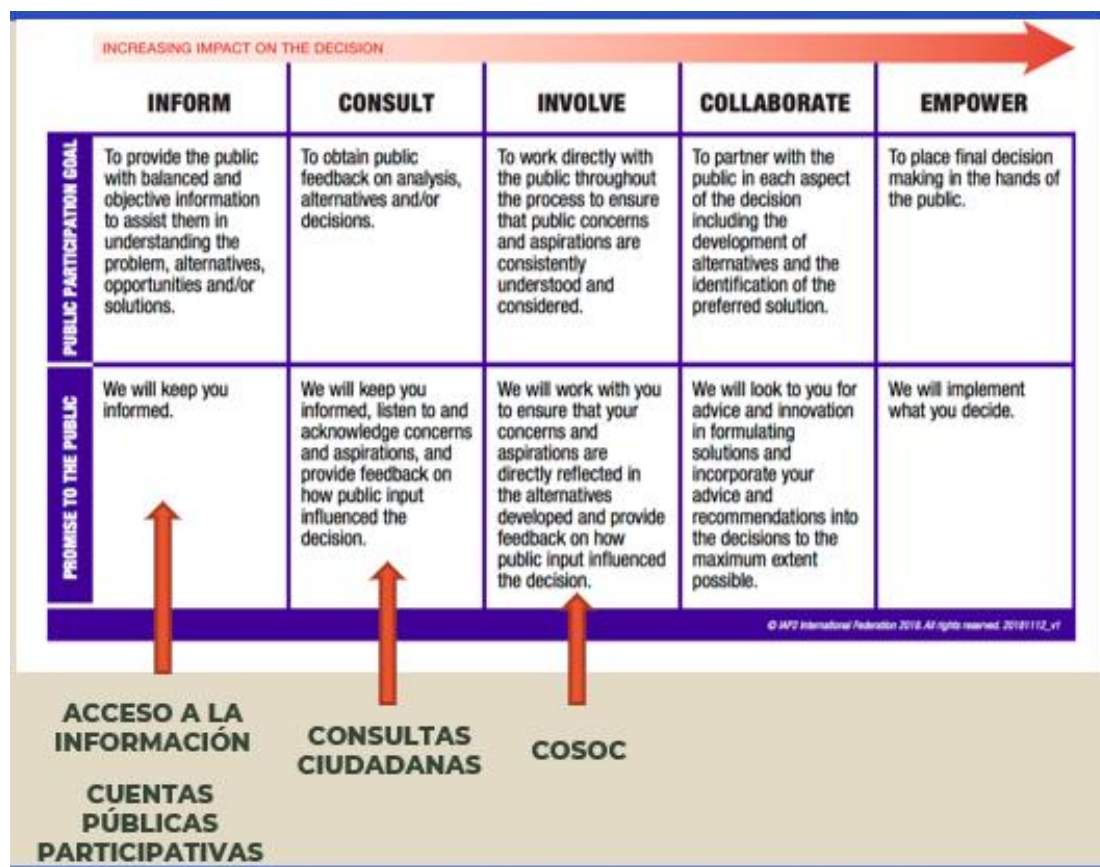 INCREASING IMPACT ON THE DECISION
INFORM
CONSULT
INVOLVE
COLLABORATE
EMPOWER
PUBLIC PARTICIPATION GOAL
To provide the public
with balanced and
objective information
to assist them in
understanding the
problem, alternatives,
opportunities and/or
solutions.
To obtain public
feedback on analysis,
alternatives and/or
decisions.
To work directly with
the public throughout
the process to ensure
that public concerns
and aspirations are
consistently
understood and
considered.
To partner with the
public in each aspect
of the decision
including the
development of
alternatives and the
identification of the
preferred solution.
To place final decision
making in the hands of
the public.
PROMISE TO THE PUBLIC
We will keep you
informed.
We will keep you
informed, listen to and
acknowledge concerns
and aspirations, and
provide feedback on
how public input
influenced the
decision.
We will work with you
to ensure that your
concerns and
aspirations are
directly reflected in
the alternatives
developed and provide
feedback on how
public input influenced
the decision.
We will look to you for
advice and innovation
in formulating
solutions and
incorporate your
advice and
recommendations into
the decisions to the
maximum extent
possible.
We will implement
what you decide.
© IAP2 International Federation 2018. All rights reserved. 20181112_v1
ACCESO A LA
INFORMACIÓN
CUENTAS
PÚBLICAS
PARTICIPATIVAS
CONSULTAS
CIUDADANAS
COSOC